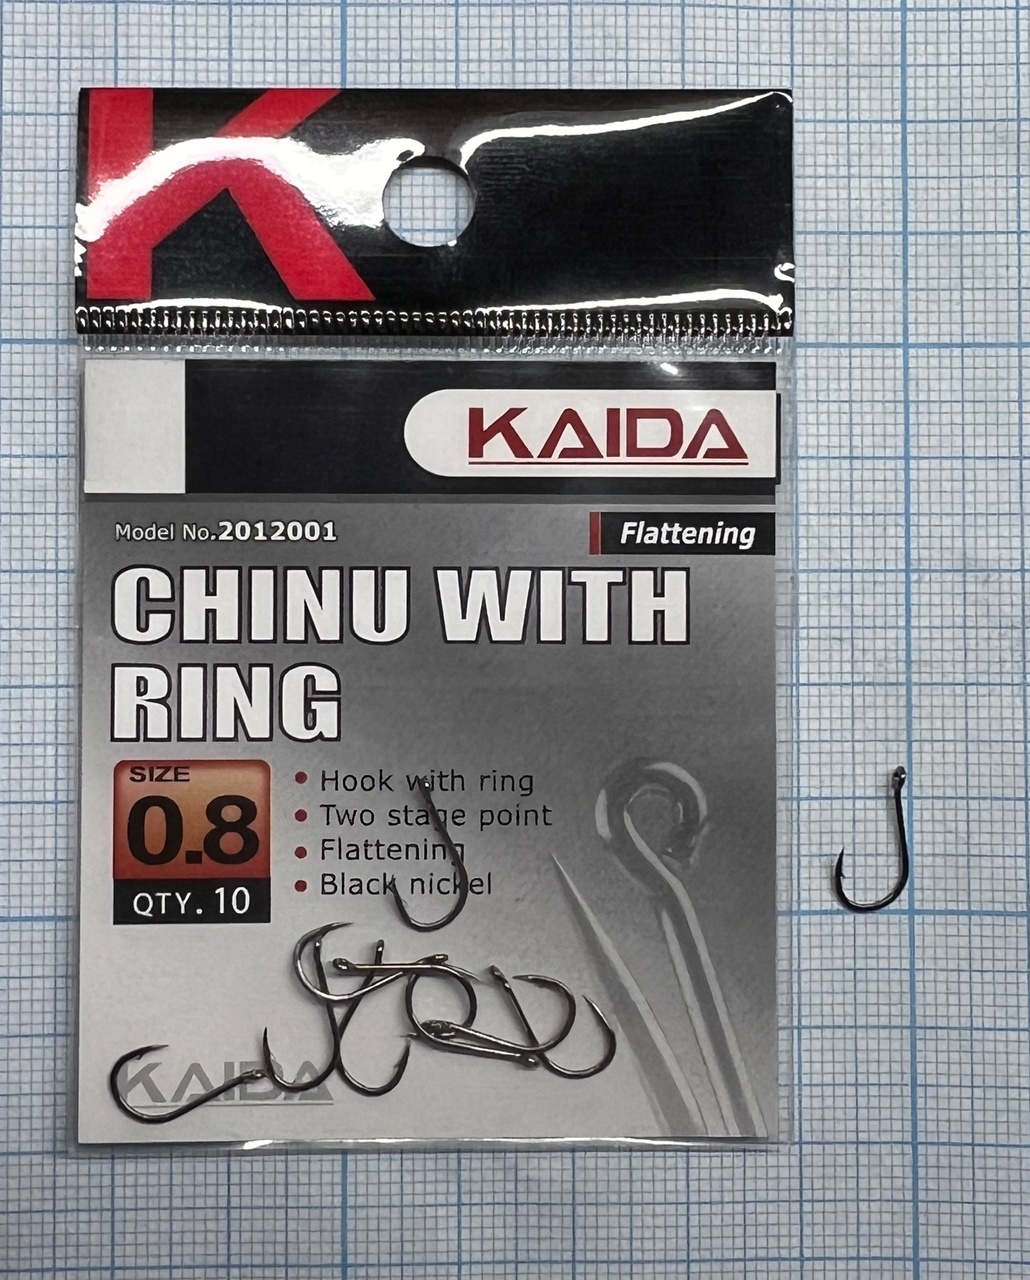 K
KAIDA
Model No.2012001
Flattening
CHINU WITH
RING
SIZE
0.8
QTY. 10
• Hook with ring
• Two stage point
• Flattening
• Black nickel
KAIDA